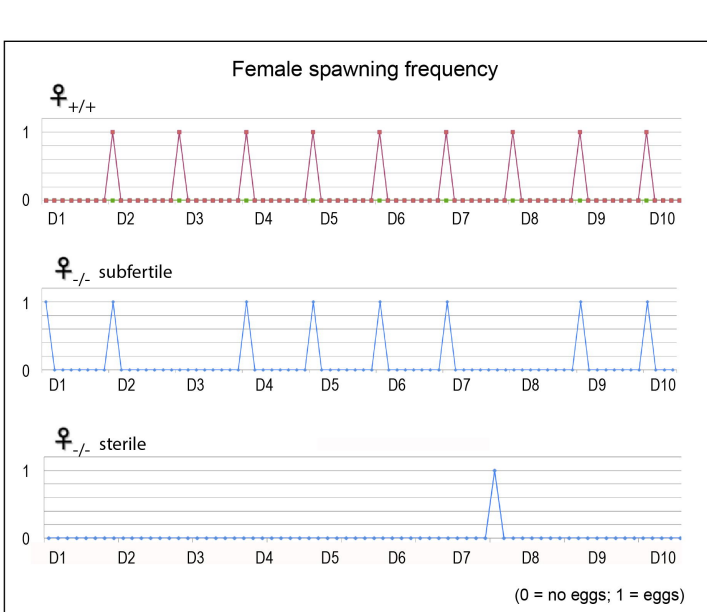 Female spawning frequency
♀+/+
1
0
D1 D2 D3 D4 D5 D6 D7 D8 D9 D10
♀-/- subfertile
1
0
D1 D2 D3 D4 D5 D6 D7 D8 D9 D10
♀-/- sterile
1
0
D1 D2 D3 D4 D5 D6 D7 D8 D9 D10
(0 = no eggs; 1 = eggs)